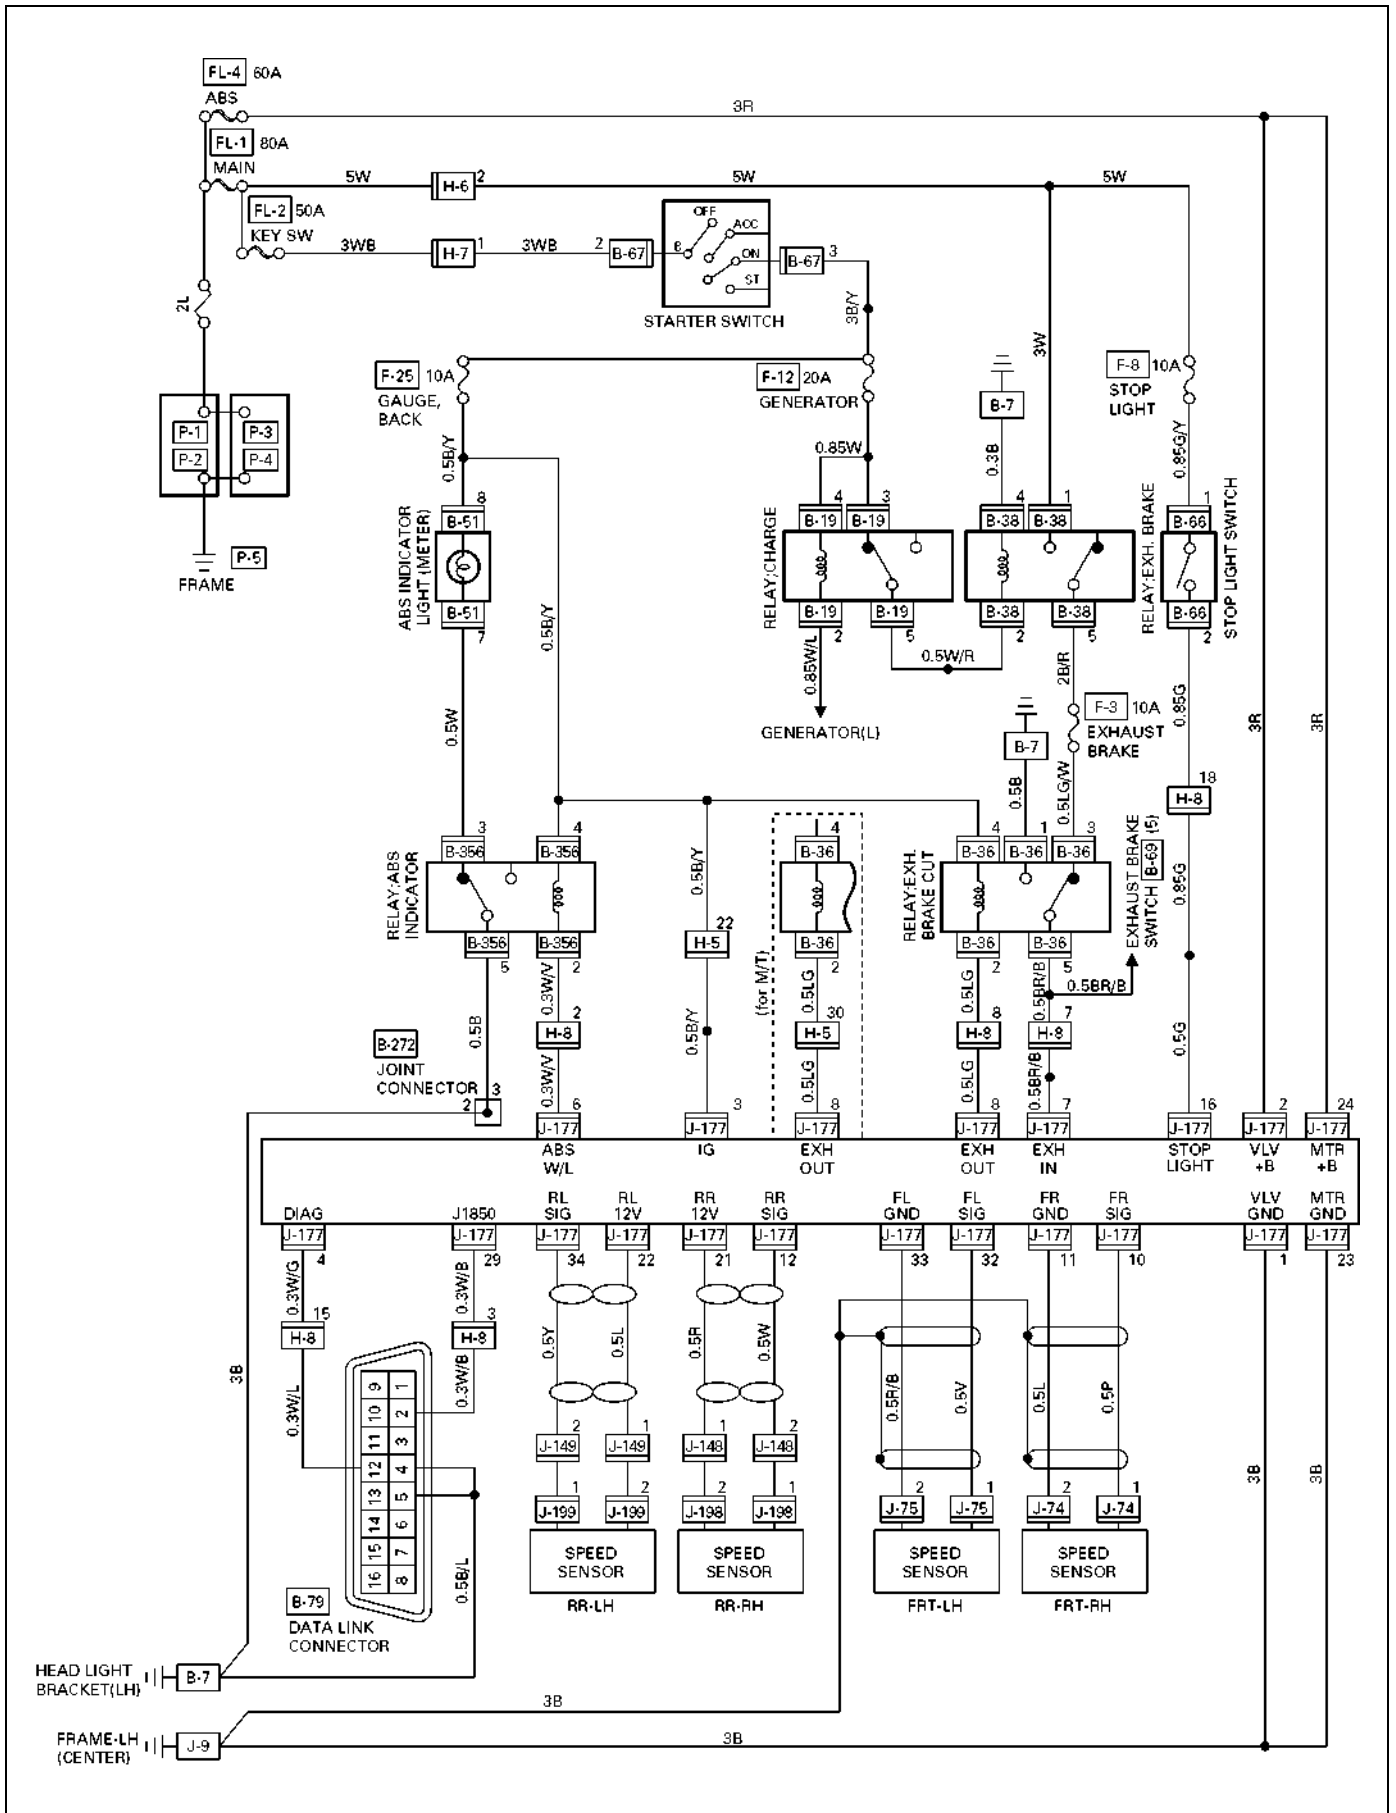 FL-4 60A
ABS
3R
FL-1 80A
MAIN
5W
H-6
2
5W
5W
FL-2 50A
KEY SW
3WB
H-7
1
3WB
2
B-67
6
OFF
ACC
ON
ST
B-67
3
STARTER SWITCH
3B/Y
2L
3W
F-25 10A
GAUGE,
BACK
F-12 20A
GENERATOR
B-7
F-8 10A
STOP
LIGHT
P-1
P-3
P-2
P-4
P-5
FRAME
0.5B/Y
0.85W
0.3B
0.85G/Y
8
B-51
ABS INDICATOR
LIGHT (METER)
B-51
7
0.5B/Y
4
3
B-19
B-19
RELAY;CHARGE
B-19
B-19
2
5
4
1
B-38
B-38
RELAY;EXH. BRAKE
B-38
B-38
2
5
1
B-66
STOP LIGHT SWITCH
B-66
2
0.85W/L
0.5W/R
2B/R
GENERATOR(L)
0.5W
B-7
F-3 10A
EXHAUST
BRAKE
0.85G
3R
3R
0.5B
0.5LG/W
18
H-8
3
4
B-356
B-356
RELAY;ABS
INDICATOR
B-356
B-356
5
2
0.5B/Y
22
H-5
0.5B/Y
4
B-36
B-36
2
(for M/T)
0.5LG
30
H-5
0.5LG
4
1
3
B-36
B-36
B-36
RELAY;EXH.
BRAKE CUT
B-36
B-36
2
5
EXHAUST BRAKE
SWITCH B-69 (5)
0.85G
0.5LG
0.5BR/B
0.5BR/B
8
H-8
7
H-8
0.5LG
0.5BR/B
0.5G
0.5B
0.3W/V
2
H-8
0.3W/V
B-272
JOINT
CONNECTOR
2
3
6
3
8
8
7
16
2
24
J-177
J-177
J-177
J-177
J-177
J-177
J-177
J-177
ABS
W/L
IG
EXH
OUT
EXH
OUT
EXH
IN
STOP
LIGHT
VLV
+B
MTR
+B
DIAG
J1850
RL
SIG
RL
12V
RR
12V
RR
SIG
FL
GND
FL
SIG
FR
GND
FR
SIG
VLV
GND
MTR
GND
J-177
J-177
J-177
J-177
J-177
J-177
J-177
J-177
J-177
J-177
J-177
J-177
4
29
34
22
21
12
33
32
11
10
1
23
0.3W/G
15
H-8
0.3W/L
0.3W/B
3
H-8
0.3W/B
3B
0.5Y
0.5L
0.5R
0.5W
0.5R/B
0.5V
0.5L
0.5P
3B
3B
9 1
10 2
11 3
12 4
13 5
14 6
15 7
16 8
2
1
1
2
J-149
J-149
J-148
J-148
1
2
2
1
2
1
2
1
J-199
J-199
J-198
J-198
J-75
J-75
J-74
J-74
SPEED
SENSOR
SPEED
SENSOR
SPEED
SENSOR
SPEED
SENSOR
RR-LH
RR-RH
FRT-LH
FRT-RH
0.5B/L
B-79
DATA LINK
CONNECTOR
HEAD LIGHT
BRACKET(LH)
B-7
3B
FRAME-LH
(CENTER)
J-9
3B